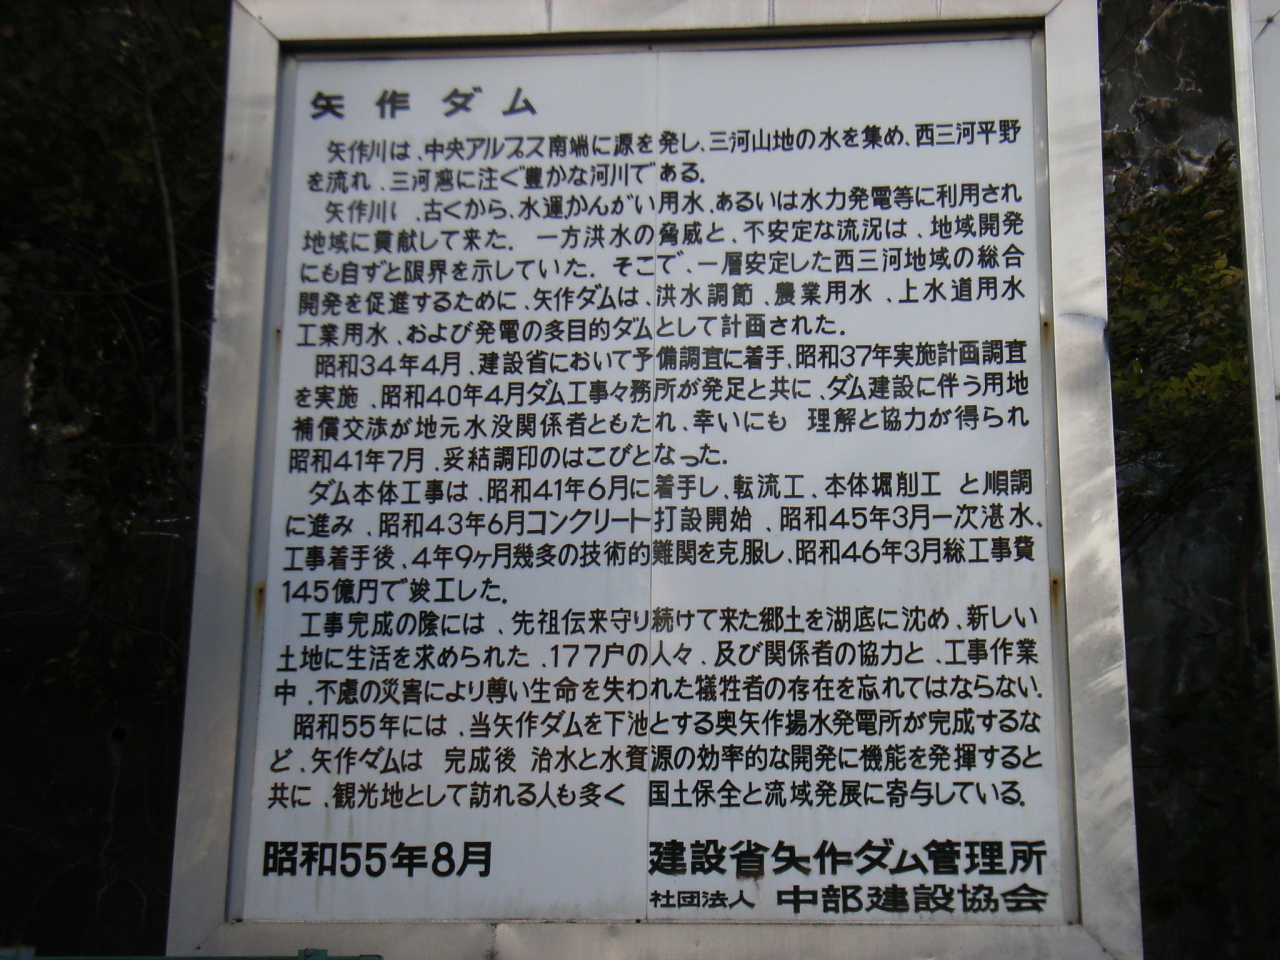 矢作ダム
矢作川は、中央アルプス南端に源を発し、三河山地の水を集め、西三河平野
を流れ、三河湾に注ぐ豊かな河川である。
矢作川は、古くから、水運かんがい用水、あるいは水力発電等に利用され
地域に貢献して来た。一方洪水の脅威と、不安定な流況は、地域開発
にも自ずと限界を示していた。そこで、一層安定した西三河地域の総合
開発を促進するために、矢作ダムは、洪水調節、農業用水、上水道用水
工業用水、および発電の多目的ダムとして計画された。
昭和34年4月、建設省において予備調査に着手、昭和37年実施計画調査
を実施、昭和40年4月ダム工事々務所が発足と共に、ダム建設に伴う用地
補償交渉が地元水没関係者ともたれ、幸いにも 理解と協力が得られ
昭和41年7月、妥結調印のはこびとなった。
ダム本体工事は、昭和41年6月に着手し、転流工、本体堀削工 と順調
に進み、昭和43年6月コンクリート打設開始、昭和45年3月一次湛水、
工事着手後、4年9ヶ月幾多の技術的難関を克服し、昭和46年3月総工事費
145億円で竣工した。
工事完成の陰には、先祖伝来守り続けて来た郷土を湖底に沈め、新しい
土地に生活を求められた、177戸の人々、及び関係者の協力と、工事作業
中、不慮の災害により尊い生命を失われた犠牲者の存在を忘れてはならない。
昭和55年には、当矢作ダムを下池とする奥矢作揚水発電所が完成するな
ど、矢作ダムは 完成後 治水と水資源の効率的な開発に機能を発揮すると
共に、観光地として訪れる人も多く 国土保全と流域発展に寄与している。
昭和55年8月 建設省矢作ダム管理所
社団法人 中部建設協会